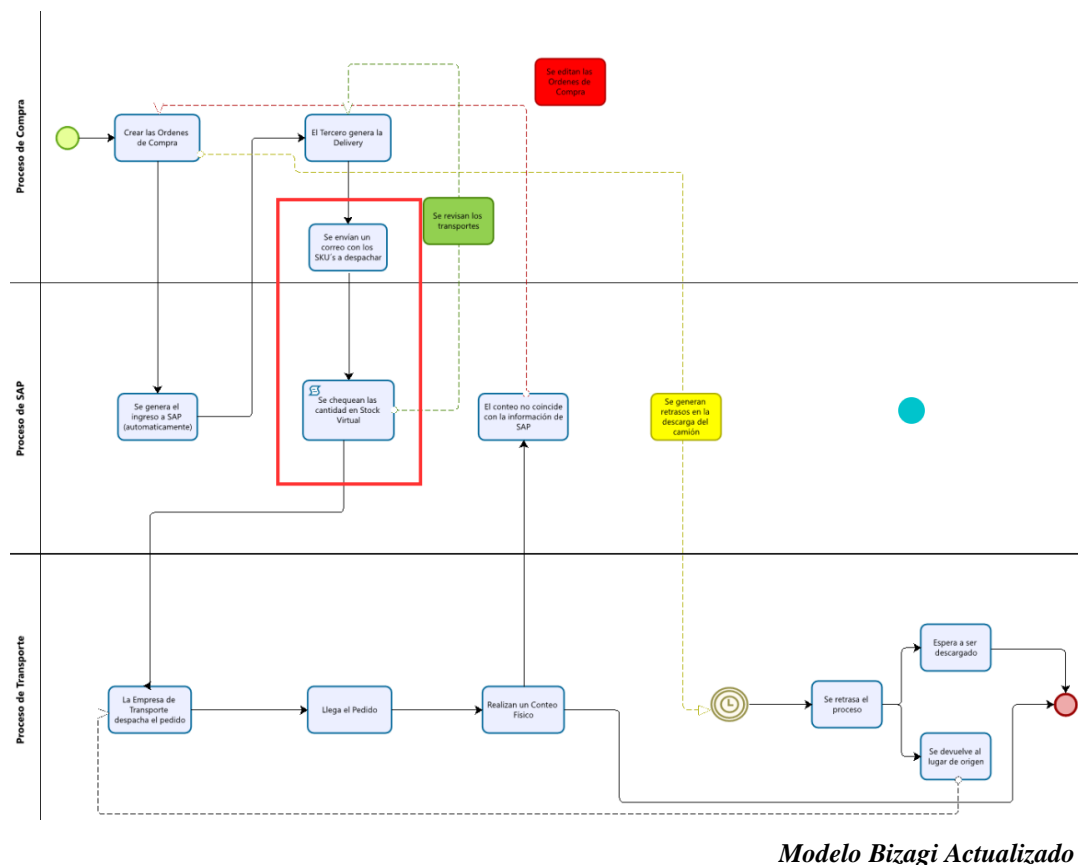 Proceso de Compra
Se editan las
Ordenes de
Compra
Crear las Ordenes
de Compra
El Tercero genera la
Delivery
Se revisan los
transportes
Se envían un
correo con los
SKU´s a despachar
Proceso de SAP
Se genera el
ingreso a SAP
(automaticamente)
Se chequean las
cantidad en Stock
Virtual
El conteo no coincide
con la información de
SAP
Se generan
retrasos en la
descarga del
camión
Proceso de Transporte
Espera a ser
descargado
La Empresa de
Transporte
despacha el pedido
Llega el Pedido
Realizan un Conteo
Físico
Se retrasa el
proceso
Se devuelve al
lugar de origen
Modelo Bizagi Actualizado